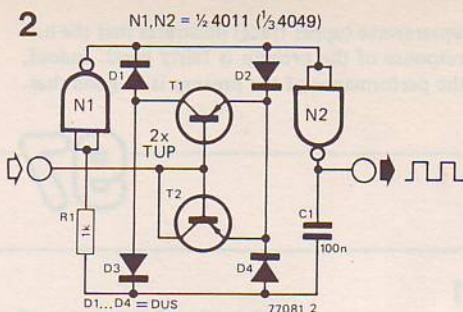 2
N1,N2 = ½ 4011 (⅓ 4049)
D1
D2
T1
N1
N2
2x
TUP
T2
R1
1k
C1
100n
D3
D4
D1...D4 = DUS
77081 2